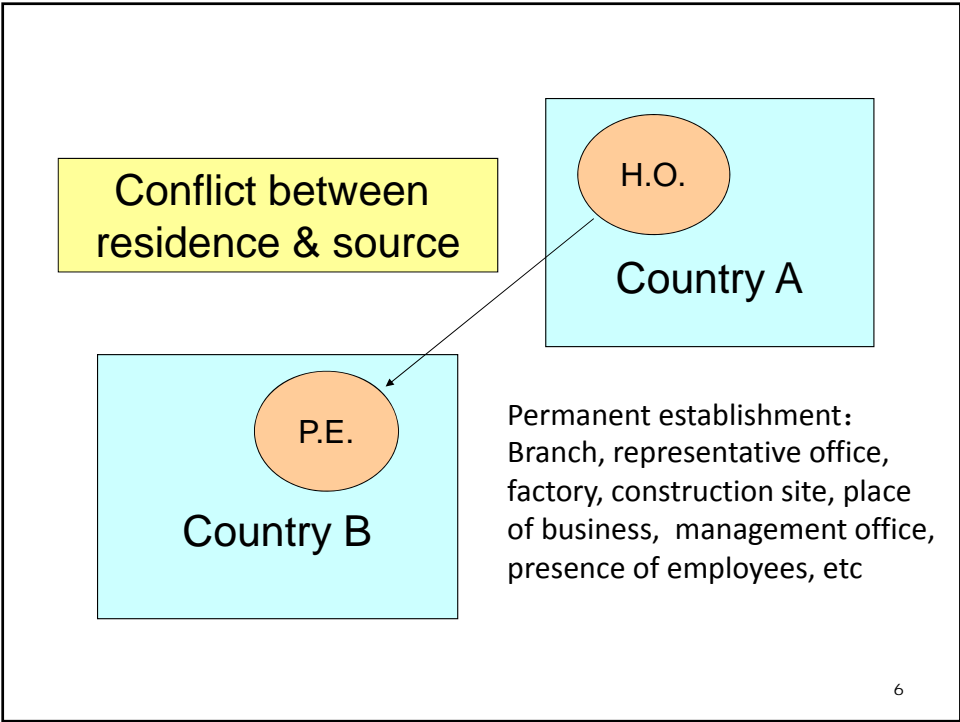 Conflict between
residence & source
H.O.
Country A
P.E.
Country B
Permanent establishment：
Branch, representative office,
factory, construction site, place
of business,  management office,
presence of employees, etc
6